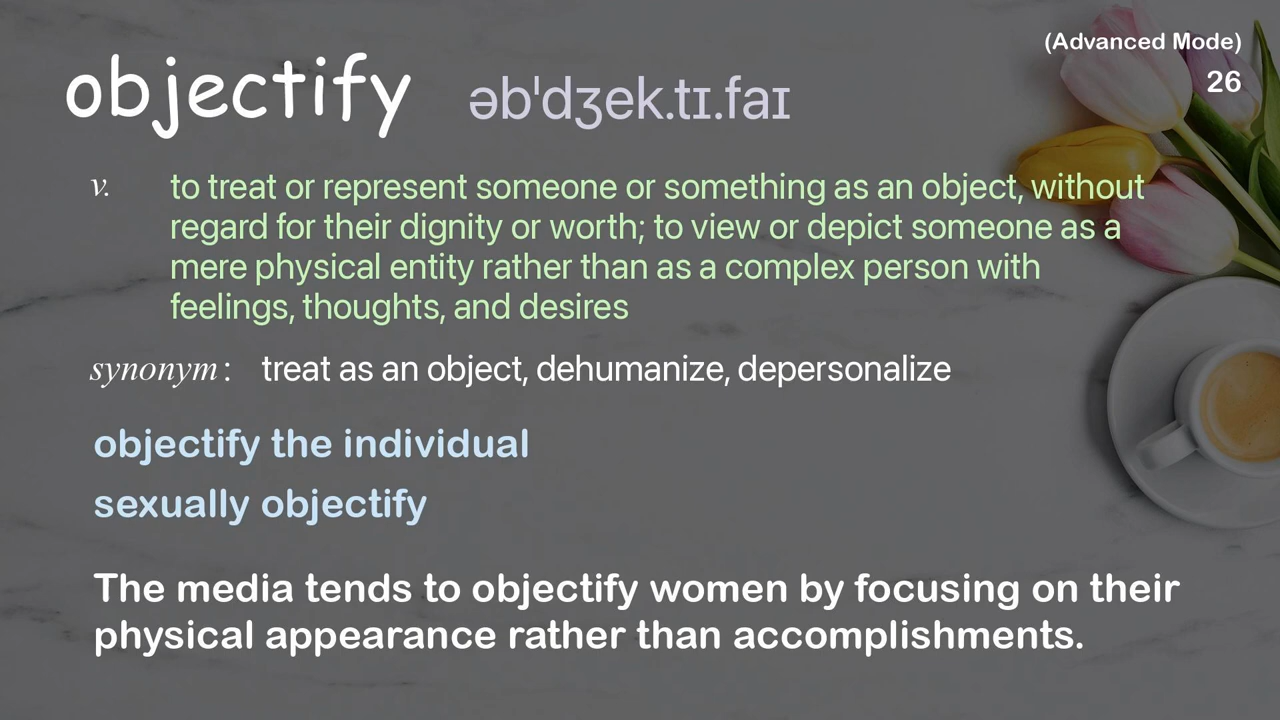 (Advanced Mode)
26
objectify əb'dʒek.tɪ.faɪ
v. to treat or represent someone or something as an object, without
regard for their dignity or worth; to view or depict someone as a
mere physical entity rather than as a complex person with
feelings, thoughts, and desires
synonym : treat as an object, dehumanize, depersonalize
objectify the individual
sexually objectify
The media tends to objectify women by focusing on their
physical appearance rather than accomplishments.